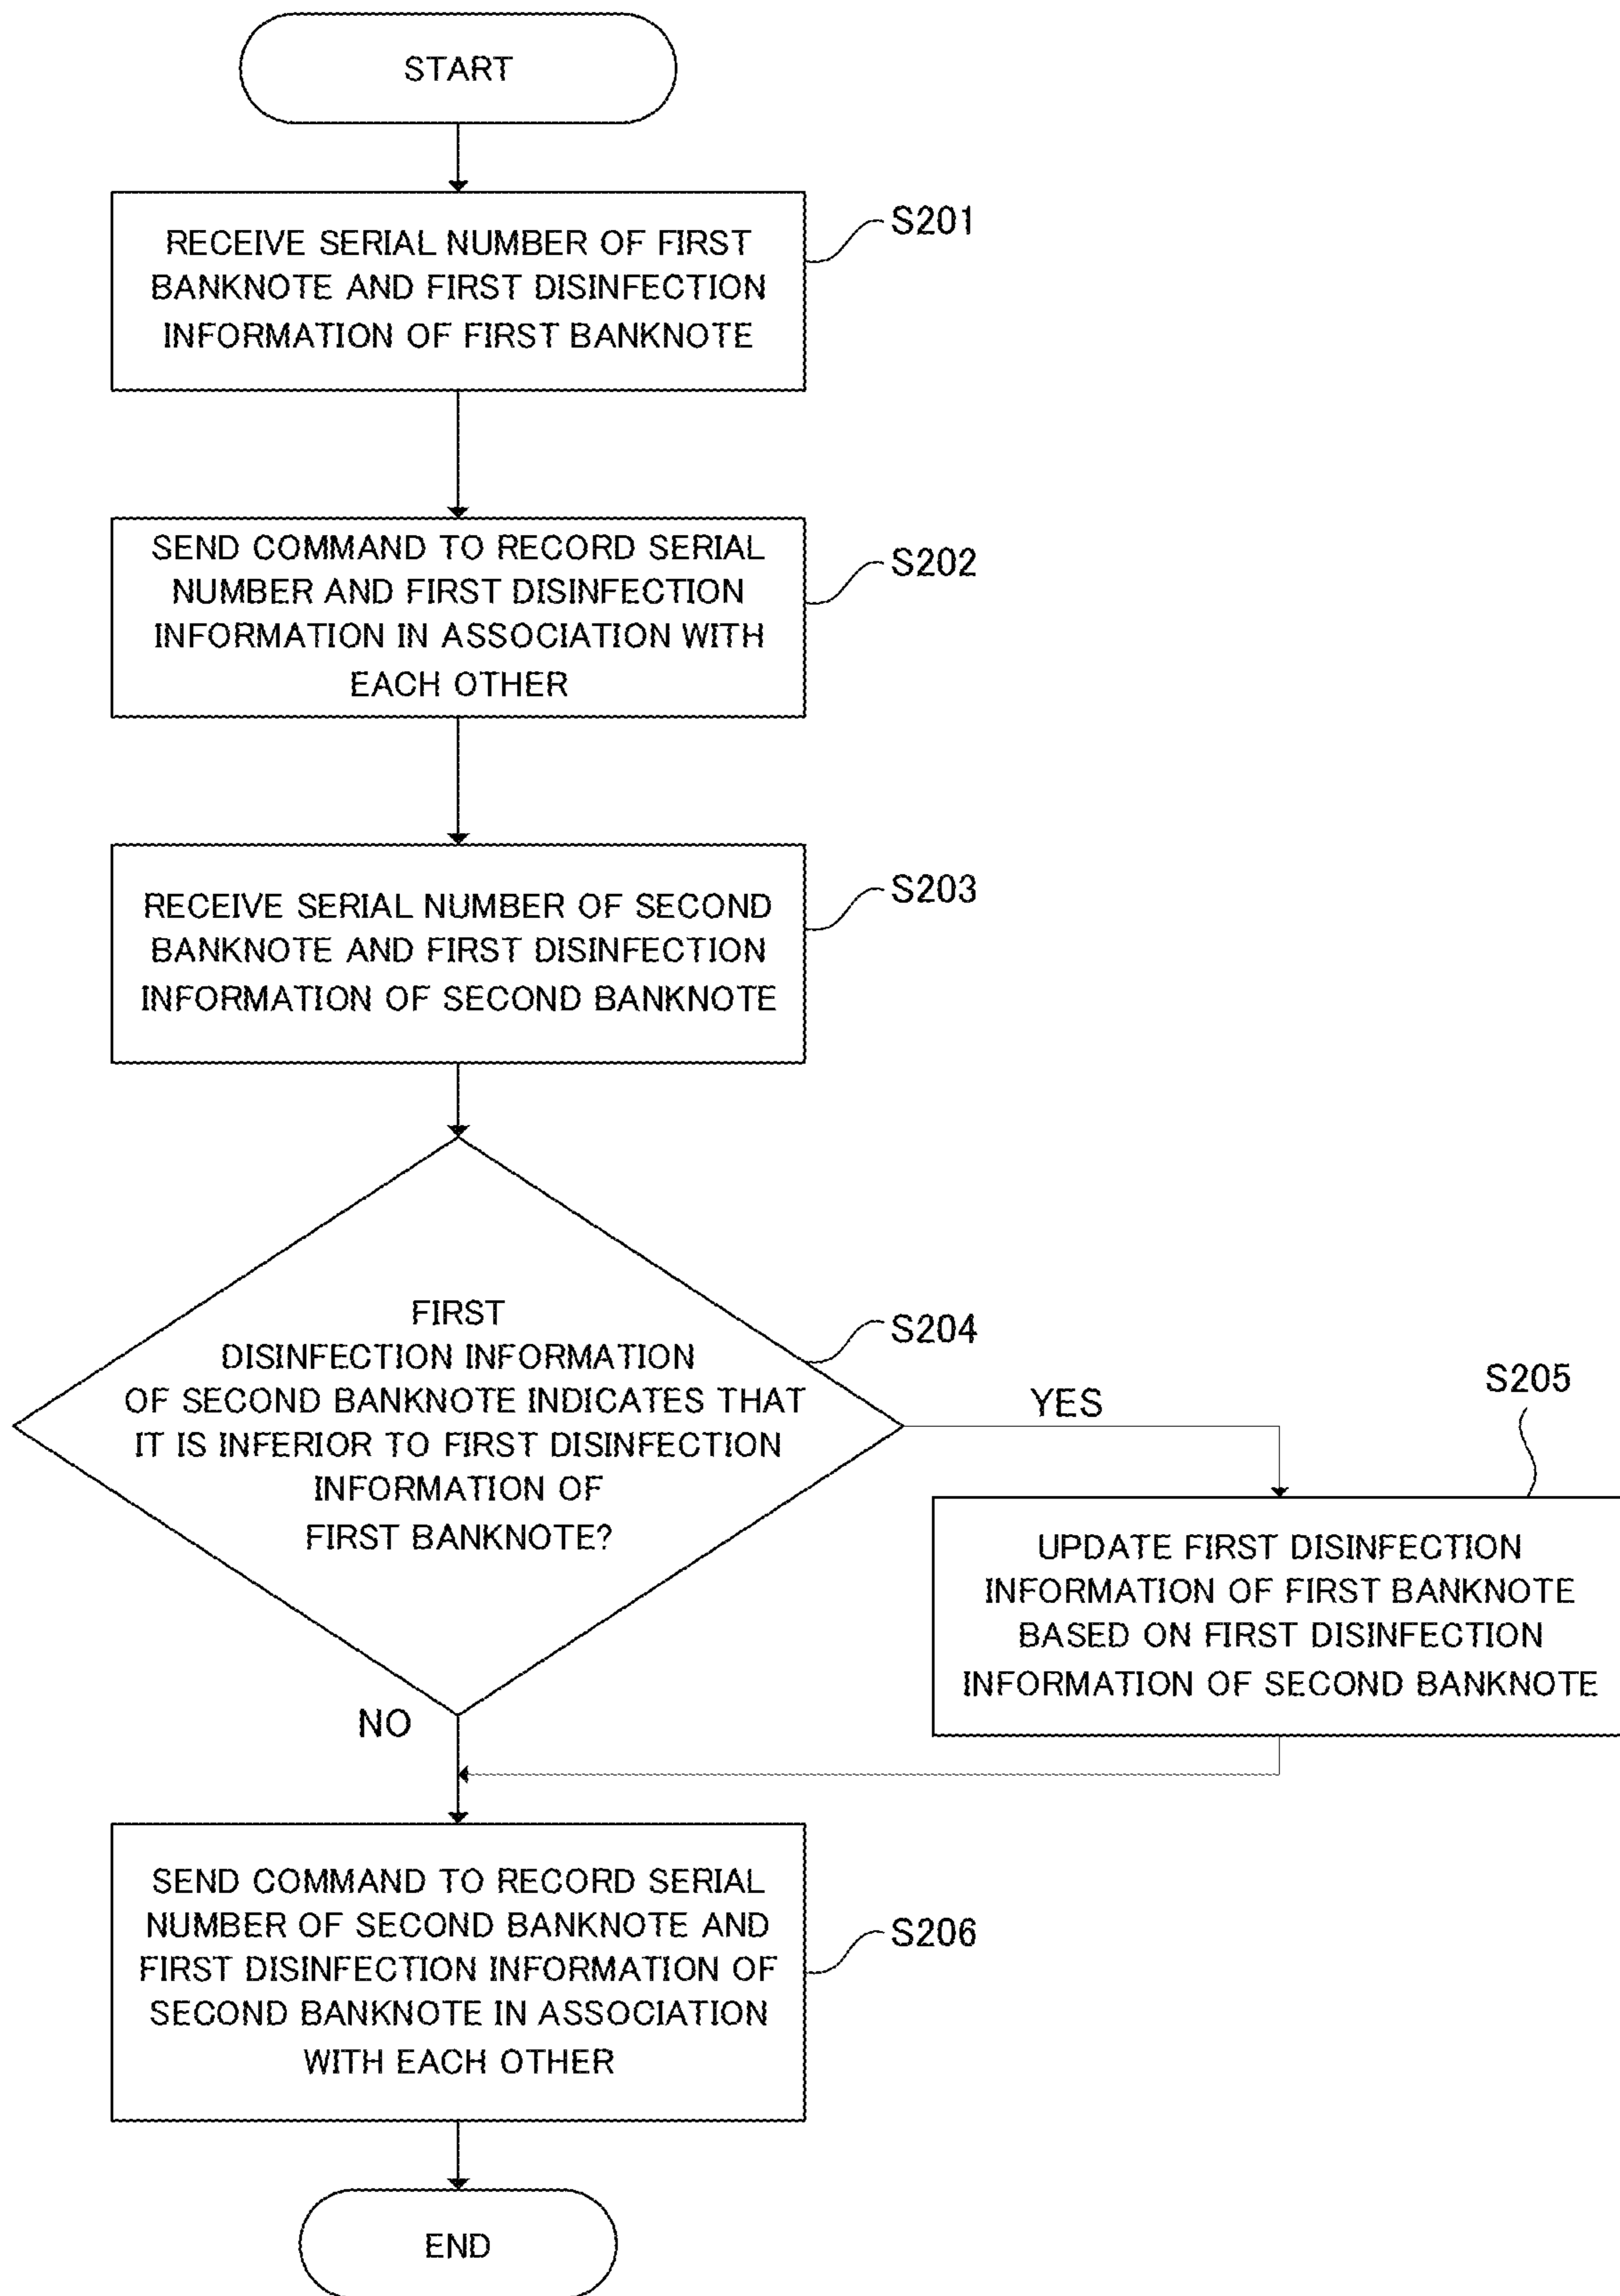 START
RECEIVE SERIAL NUMBER OF FIRST
BANKNOTE AND FIRST DISINFECTION
INFORMATION OF FIRST BANKNOTE
S201
SEND COMMAND TO RECORD SERIAL
NUMBER AND FIRST DISINFECTION
INFORMATION IN ASSOCIATION WITH
EACH OTHER
S202
RECEIVE SERIAL NUMBER OF SECOND
BANKNOTE AND FIRST DISINFECTION
INFORMATION OF SECOND BANKNOTE
S203
FIRST
DISINFECTION INFORMATION
OF SECOND BANKNOTE INDICATES THAT
IT IS INFERIOR TO FIRST DISINFECTION
INFORMATION OF
FIRST BANKNOTE?
S204
YES
S205
UPDATE FIRST DISINFECTION
INFORMATION OF FIRST BANKNOTE
BASED ON FIRST DISINFECTION
INFORMATION OF SECOND BANKNOTE
NO
SEND COMMAND TO RECORD SERIAL
NUMBER OF SECOND BANKNOTE AND
FIRST DISINFECTION INFORMATION OF
SECOND BANKNOTE IN ASSOCIATION
WITH EACH OTHER
S206
END